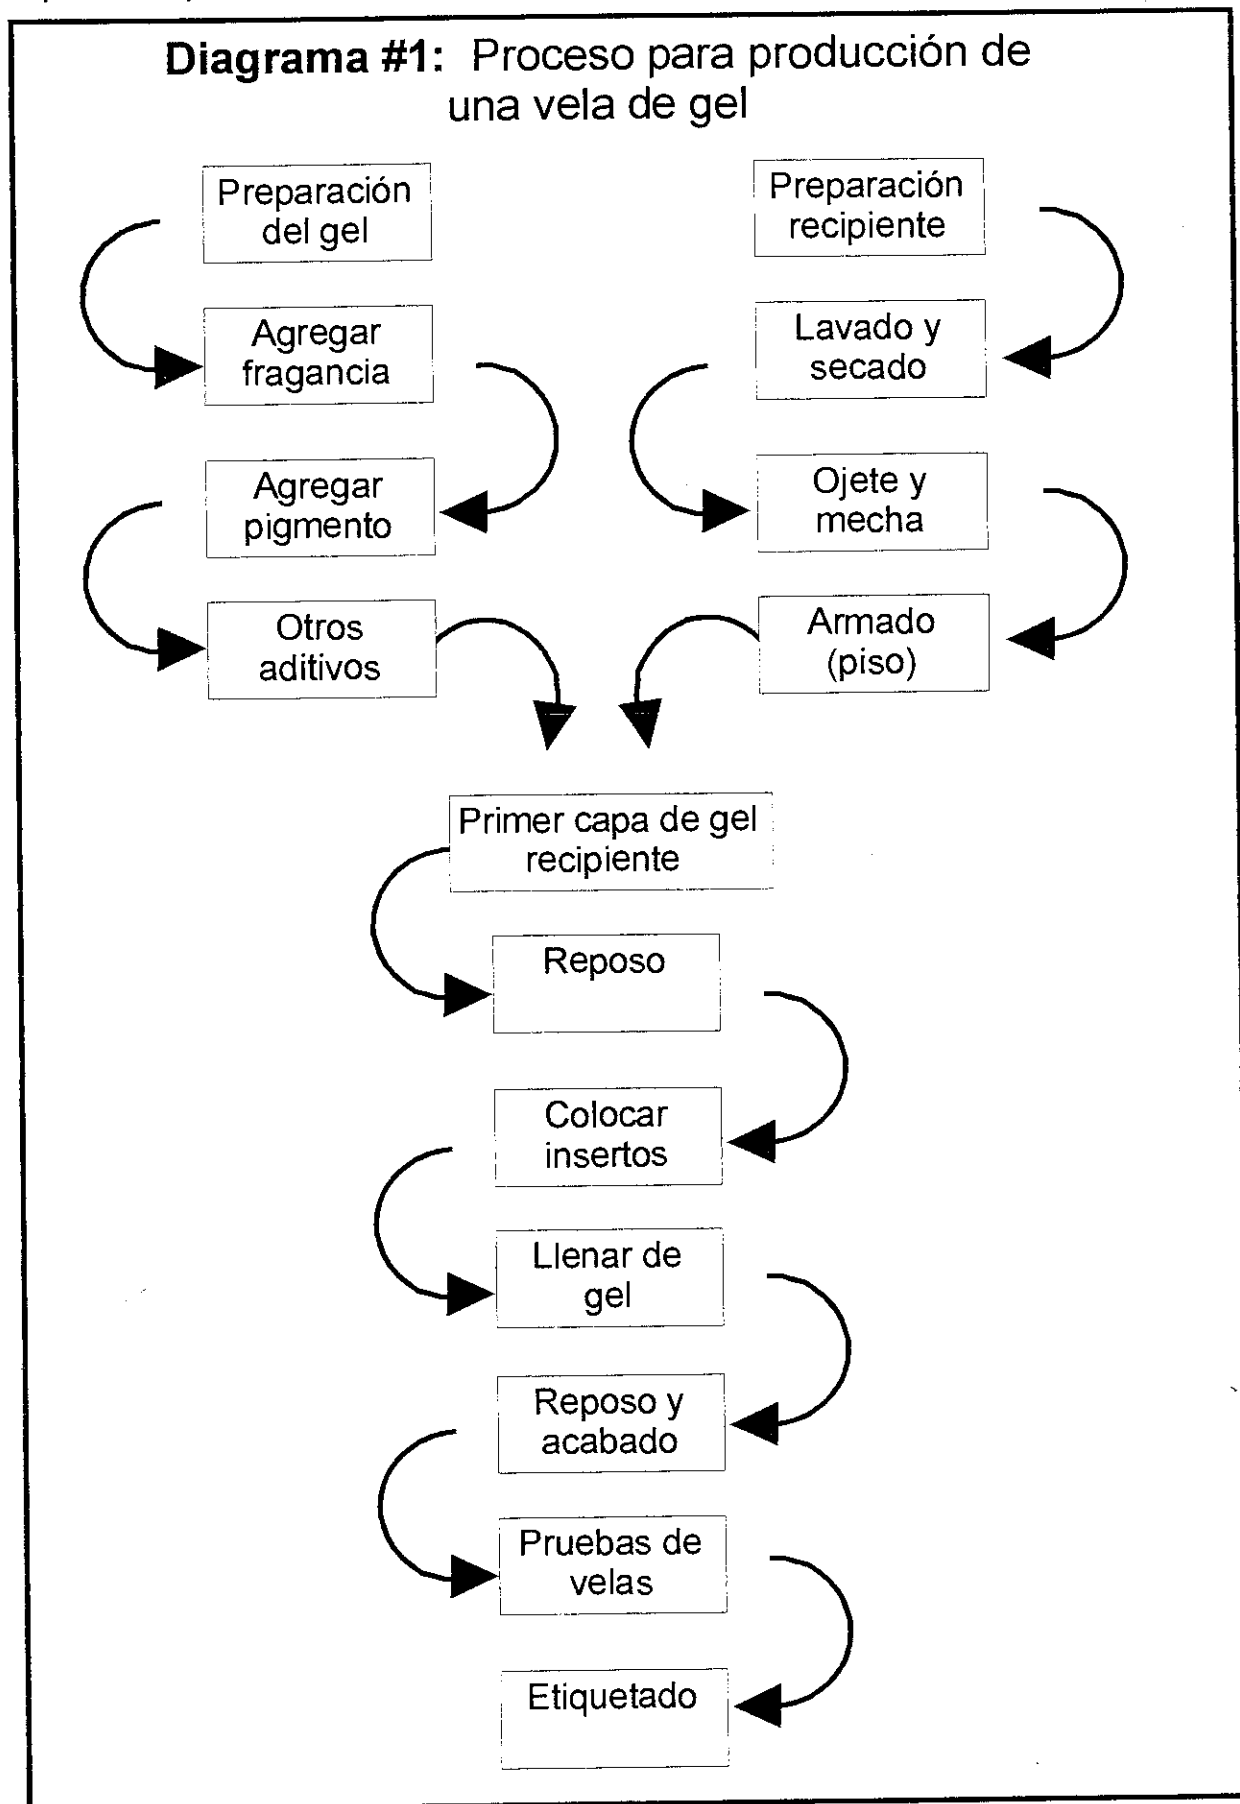 Diagrama #1: Proceso para producción de
una vela de gel
Preparación
del gel
Agregar
fragancia
Agregar
pigmento
Otros
aditivos
Preparación
recipiente
Lavado y
secado
Ojete y
mecha
Armado
(piso)
Primer capa de gel
recipiente
Reposo
Colocar
insertos
Llenar de
gel
Reposo y
acabado
Pruebas de
velas
Etiquetado